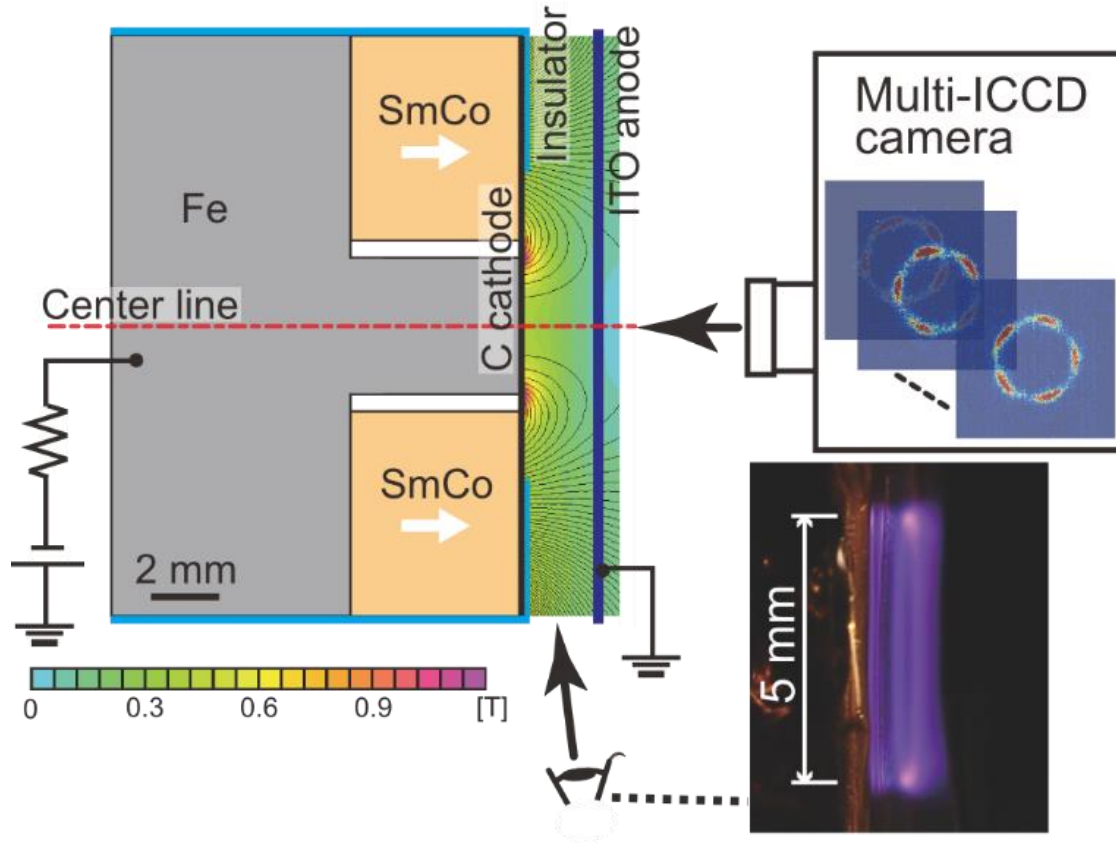 SmCo
Insulator
ITO anode
Multi-ICCD
camera
Fe
C cathode
Center line
SmCo
2 mm
5 mm
0
0.3
0.6
0.9
[T]